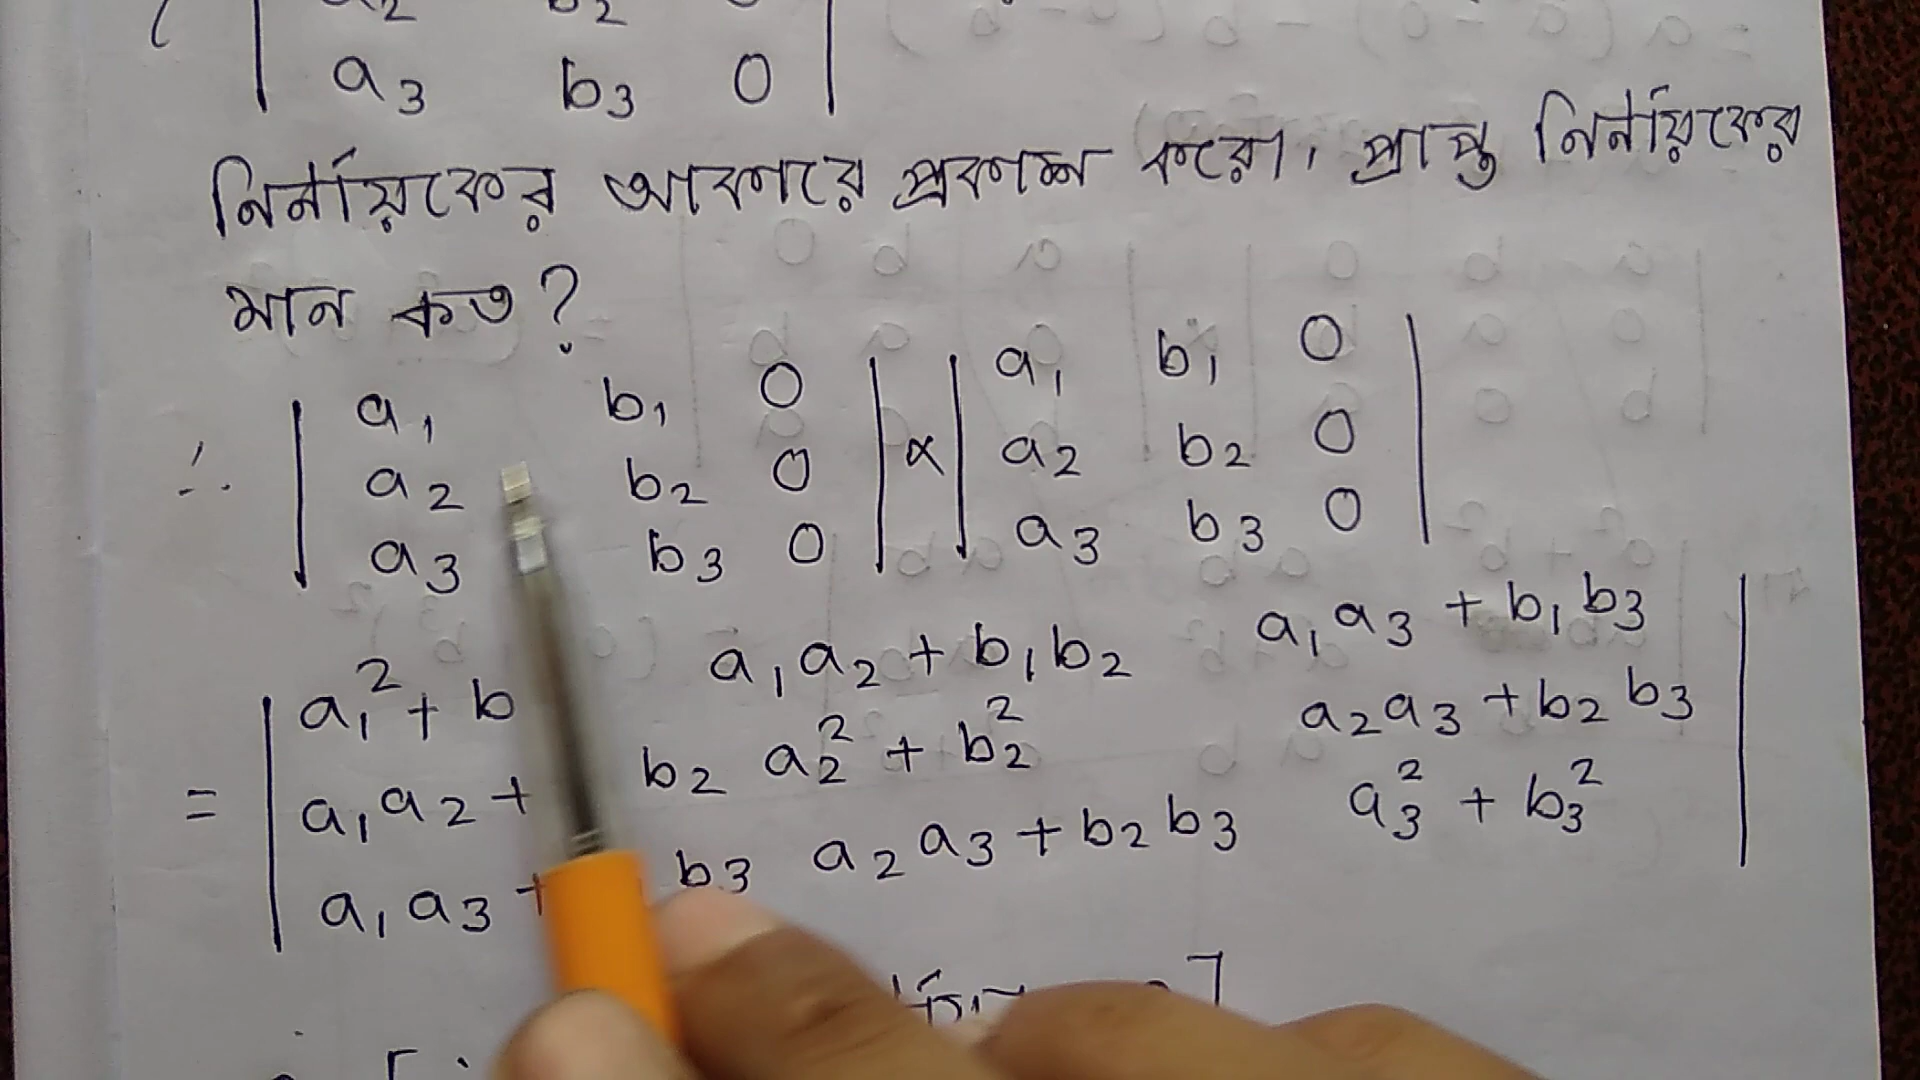 a2 b2
a3 b3 0
নির্ণায়কের আকারে প্রকাশ করো। প্রাপ্ত নির্ণায়কের
মান কত?
∴ | a1 b1 0 | × | a1 b1 0 |
| a2 b2 0 | | a2 b2 0 |
| a3 b3 0 | | a3 b3 0 |
| a1² + b a1a2 + b1b2 a1a3 + b1b3 |
= | a1a2 + b2 a2² + b2² a2a3 + b2b3 |
| a1a3 + b3 a2a3 + b2b3 a3² + b3² |